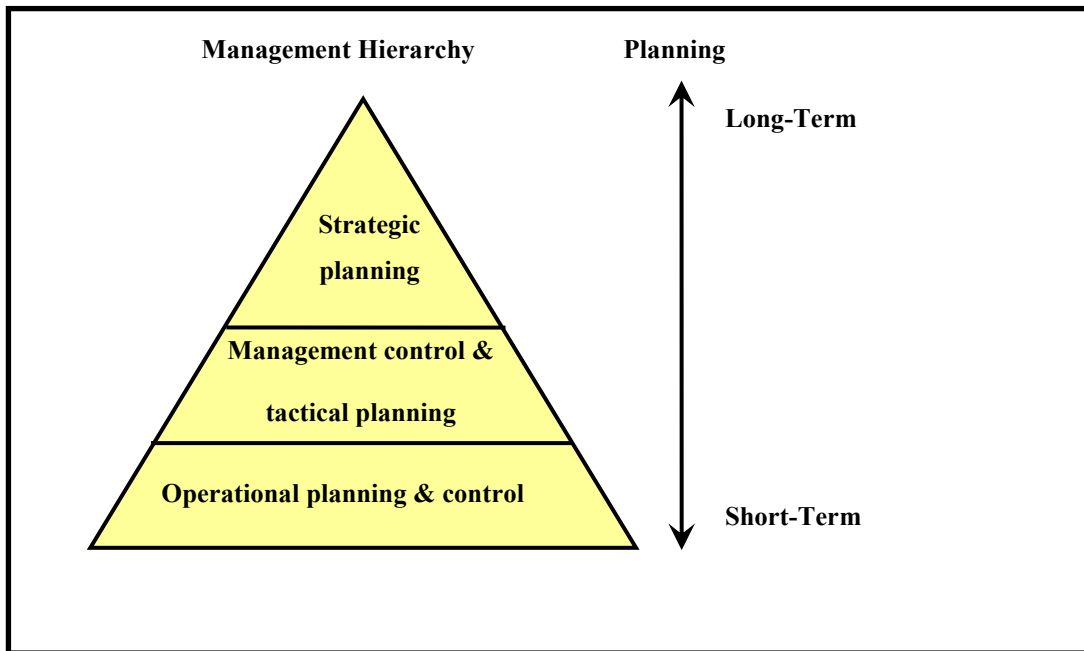 Management Hierarchy
Planning
Long-Term
Strategic
planning
Management control &
tactical planning
Operational planning & control
Short-Term